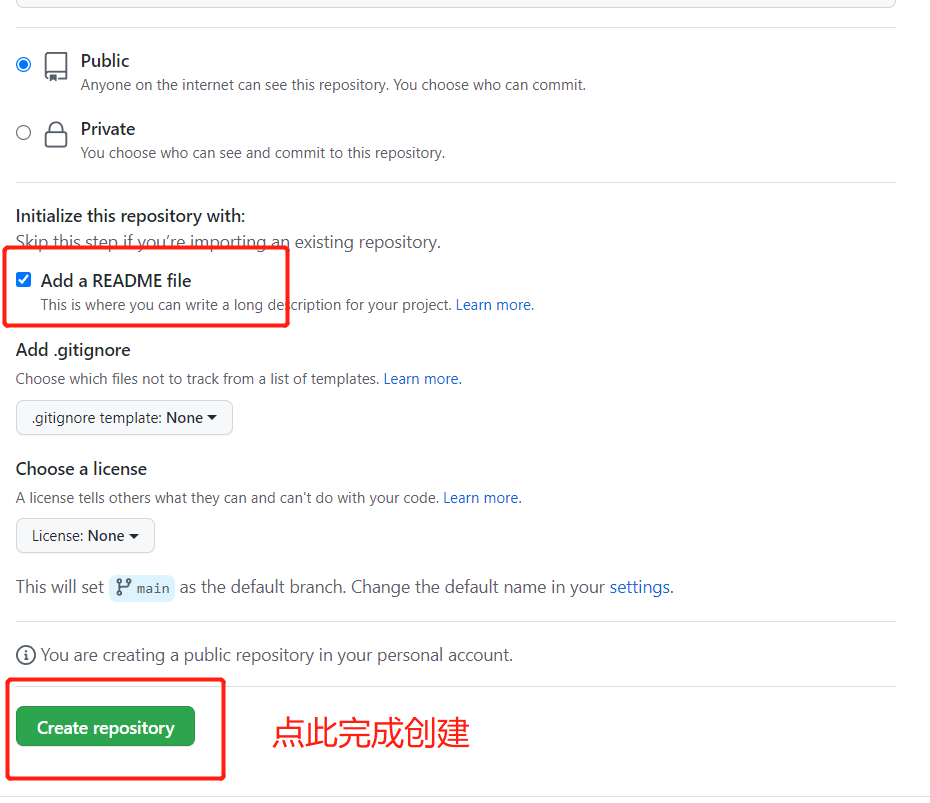 Public
Anyone on the internet can see this repository. You choose who can commit.
Private
You choose who can see and commit to this repository.
Initialize this repository with:
Skip this step if you're importing an existing repository.
Add a README file
This is where you can write a long description for your project. Learn more.
Add .gitignore
Choose which files not to track from a list of templates. Learn more.
.gitignore template: None
Choose a license
A license tells others what they can and can't do with your code. Learn more.
License: None
This will set main as the default branch. Change the default name in your settings.
You are creating a public repository in your personal account.
Create repository
点此完成创建